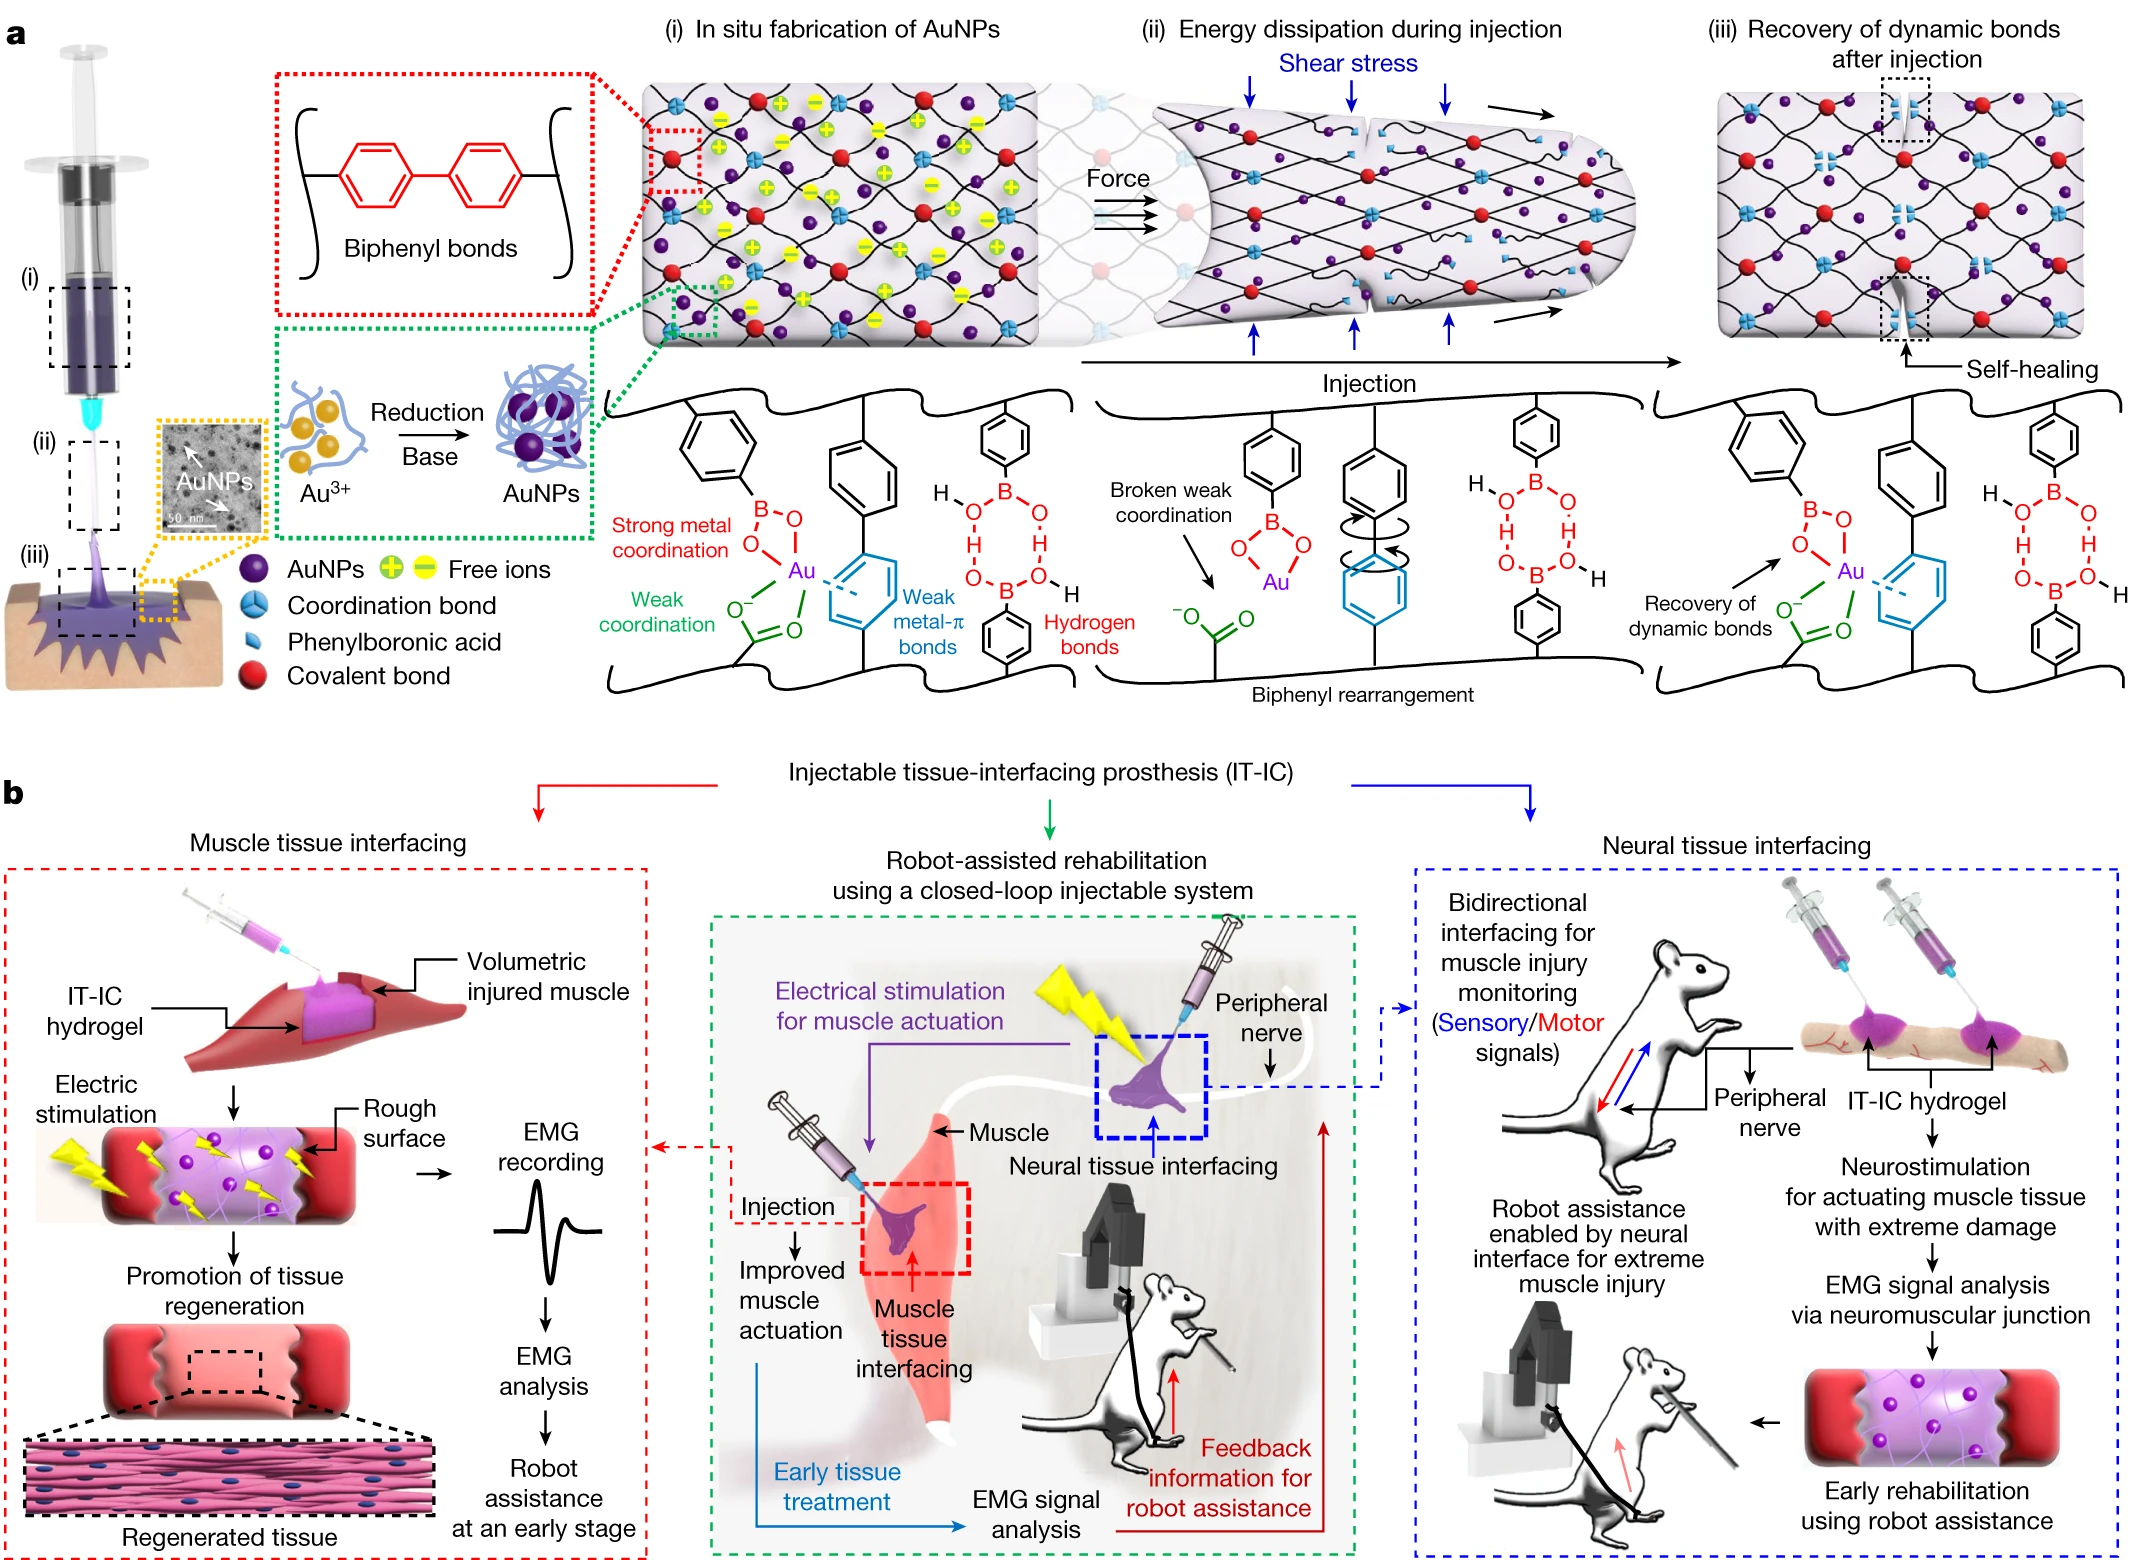 a
(i) In situ fabrication of AuNPs
(ii) Energy dissipation during injection
(iii) Recovery of dynamic bonds
after injection
Shear stress
Force
Biphenyl bonds
(i)
(ii)
(iii)
AuNPs
50 nm
Au³⁺
Reduction
Base
AuNPs
AuNPs
+
−
Free ions
Coordination bond
Phenylboronic acid
Covalent bond
Injection
Self-healing
Strong metal
coordination
Weak
coordination
B
O
O
Au
O⁻
O
Weak
metal-π
bonds
H
B
O
O
H
H
O
O
B
H
Hydrogen
bonds
Broken weak
coordination
B
O
O
Au
⁻O
O
Biphenyl rearrangement
H
B
O
O
H
H
O
O
B
H
Recovery of
dynamic bonds
B
O
O
Au
O⁻
O
H
B
O
O
H
H
O
O
B
H
b
Injectable tissue-interfacing prosthesis (IT-IC)
Muscle tissue interfacing
IT-IC
hydrogel
Volumetric
injured muscle
Electric
stimulation
Rough
surface
EMG
recording
Promotion of tissue
regeneration
EMG
analysis
Robot
assistance
at an early stage
Regenerated tissue
Robot-assisted rehabilitation
using a closed-loop injectable system
Electrical stimulation
for muscle actuation
Peripheral
nerve
Muscle
Neural tissue interfacing
Injection
Improved
muscle
actuation
Muscle
tissue
interfacing
Early tissue
treatment
EMG signal
analysis
Feedback
information for
robot assistance
Neural tissue interfacing
Bidirectional
interfacing for
muscle injury
monitoring
(Sensory/Motor
signals)
Peripheral
nerve
IT-IC hydrogel
Neurostimulation
for actuating muscle tissue
with extreme damage
EMG signal analysis
via neuromuscular junction
Robot assistance
enabled by neural
interface for extreme
muscle injury
Early rehabilitation
using robot assistance